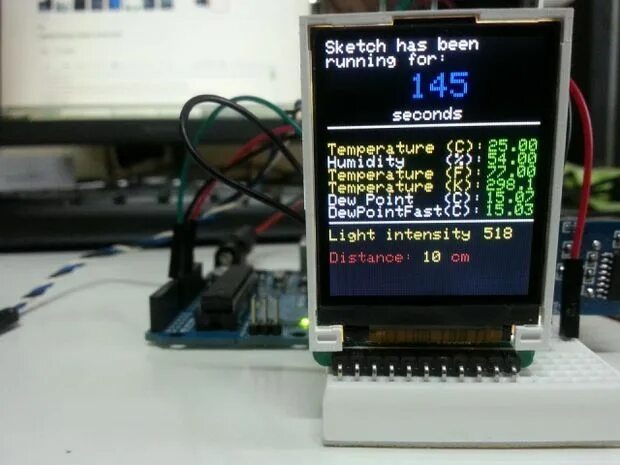 Sketch has been
running for:
145
seconds
Temperature (C): 25.00
Humidity (%): 54.00
Temperature (F): 77.00
Temperature (K): 298.1
Dew Point (C): 15.02
DewPointFast(C): 15.03
Light intensity 518
Distance: 10 cm